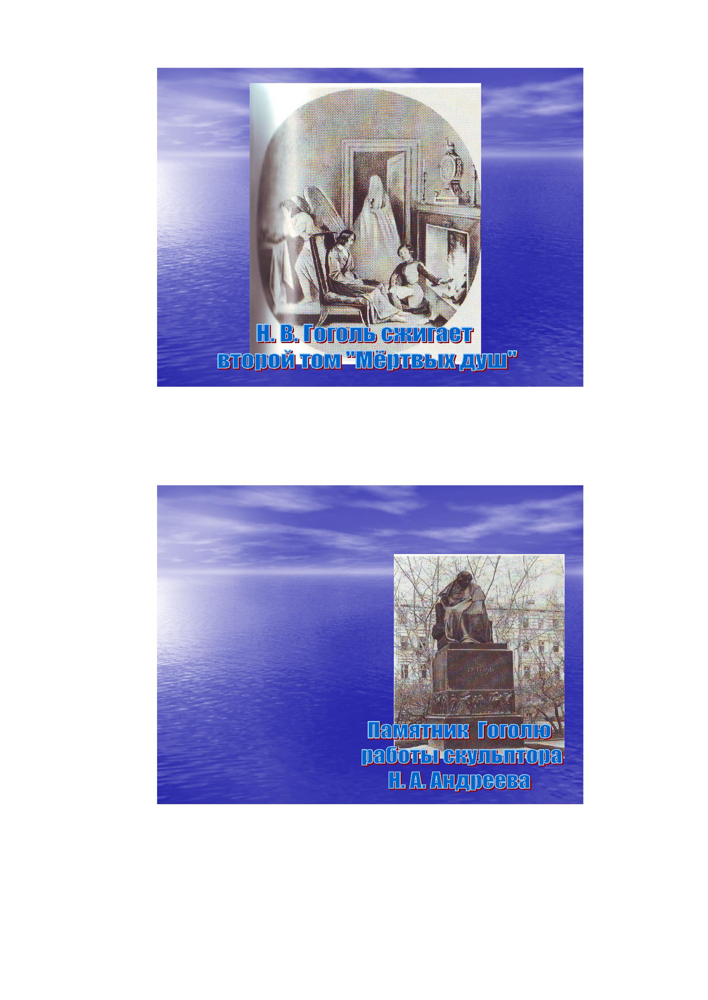 Н. В. Гоголь сжигает
второй том "Мёртвых душ"
ГОГОЛЬ
Памятник Гоголю
работы скульптора
Н. А. Андреева